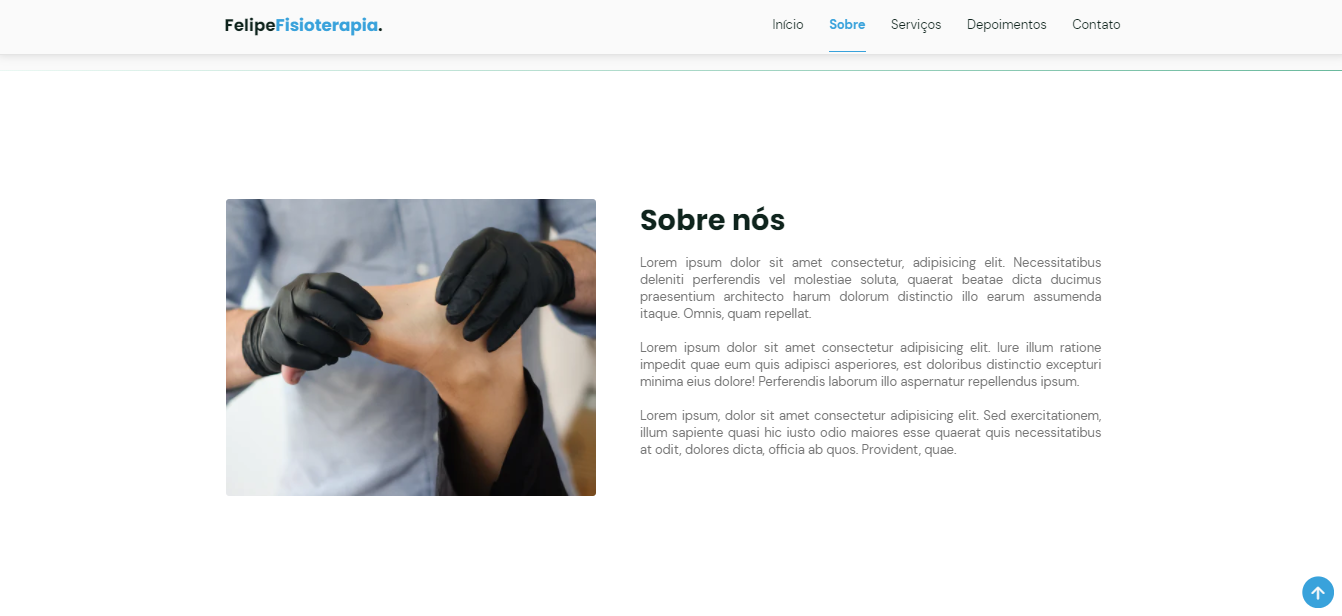 FelipeFisioterapia.
Início Sobre Serviços Depoimentos Contato
Sobre nós
Lorem ipsum dolor sit amet consectetur, adipisicing elit. Necessitatibus
deleniti perferendis vel molestiae soluta, quaerat beatae dicta ducimus
praesentium architecto harum dolorum distinctio illo earum assumenda
itaque. Omnis, quam repellat.
Lorem ipsum dolor sit amet consectetur adipisicing elit. Iure illum ratione
impedit quae eum quis adipisci asperiores, est doloribus distinctio excepturi
minima eius dolore! Perferendis laborum illo aspernatur repellendus ipsum.
Lorem ipsum, dolor sit amet consectetur adipisicing elit. Sed exercitationem,
illum sapiente quasi hic iusto odio maiores esse quaerat quis necessitatibus
at odit, dolores dicta, officia ab quos. Provident, quae.